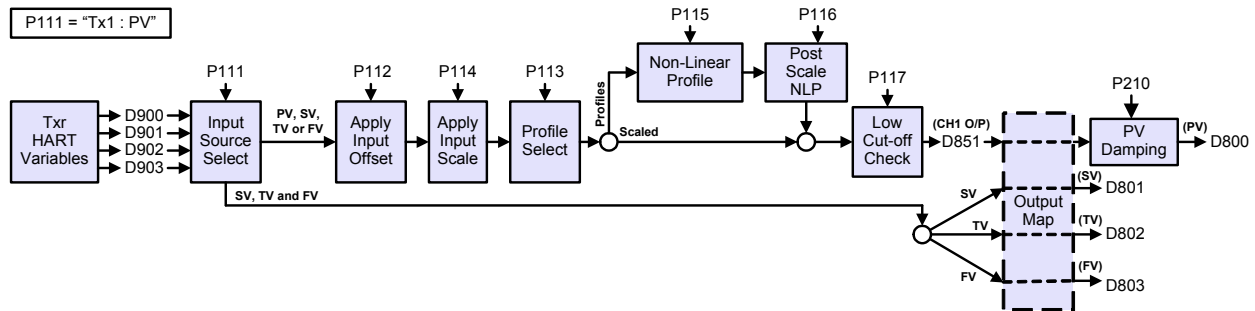 P111 = “Tx1 : PV”
P115
P116
Non-Linear
Profile
Post
Scale
NLP
Profiles
Scaled
P111
P112
P114
P113
P117
P210
Txr
HART
Variables
D900
D901
D902
D903
Input
Source
Select
PV, SV,
TV or FV
Apply
Input
Offset
Apply
Input
Scale
Profile
Select
Low
Cut-off
Check
(CH1 O/P)
D851
PV
Damping
(PV)
D800
SV, TV and FV
SV
TV
FV
Output
Map
(SV)
D801
(TV)
D802
(FV)
D803